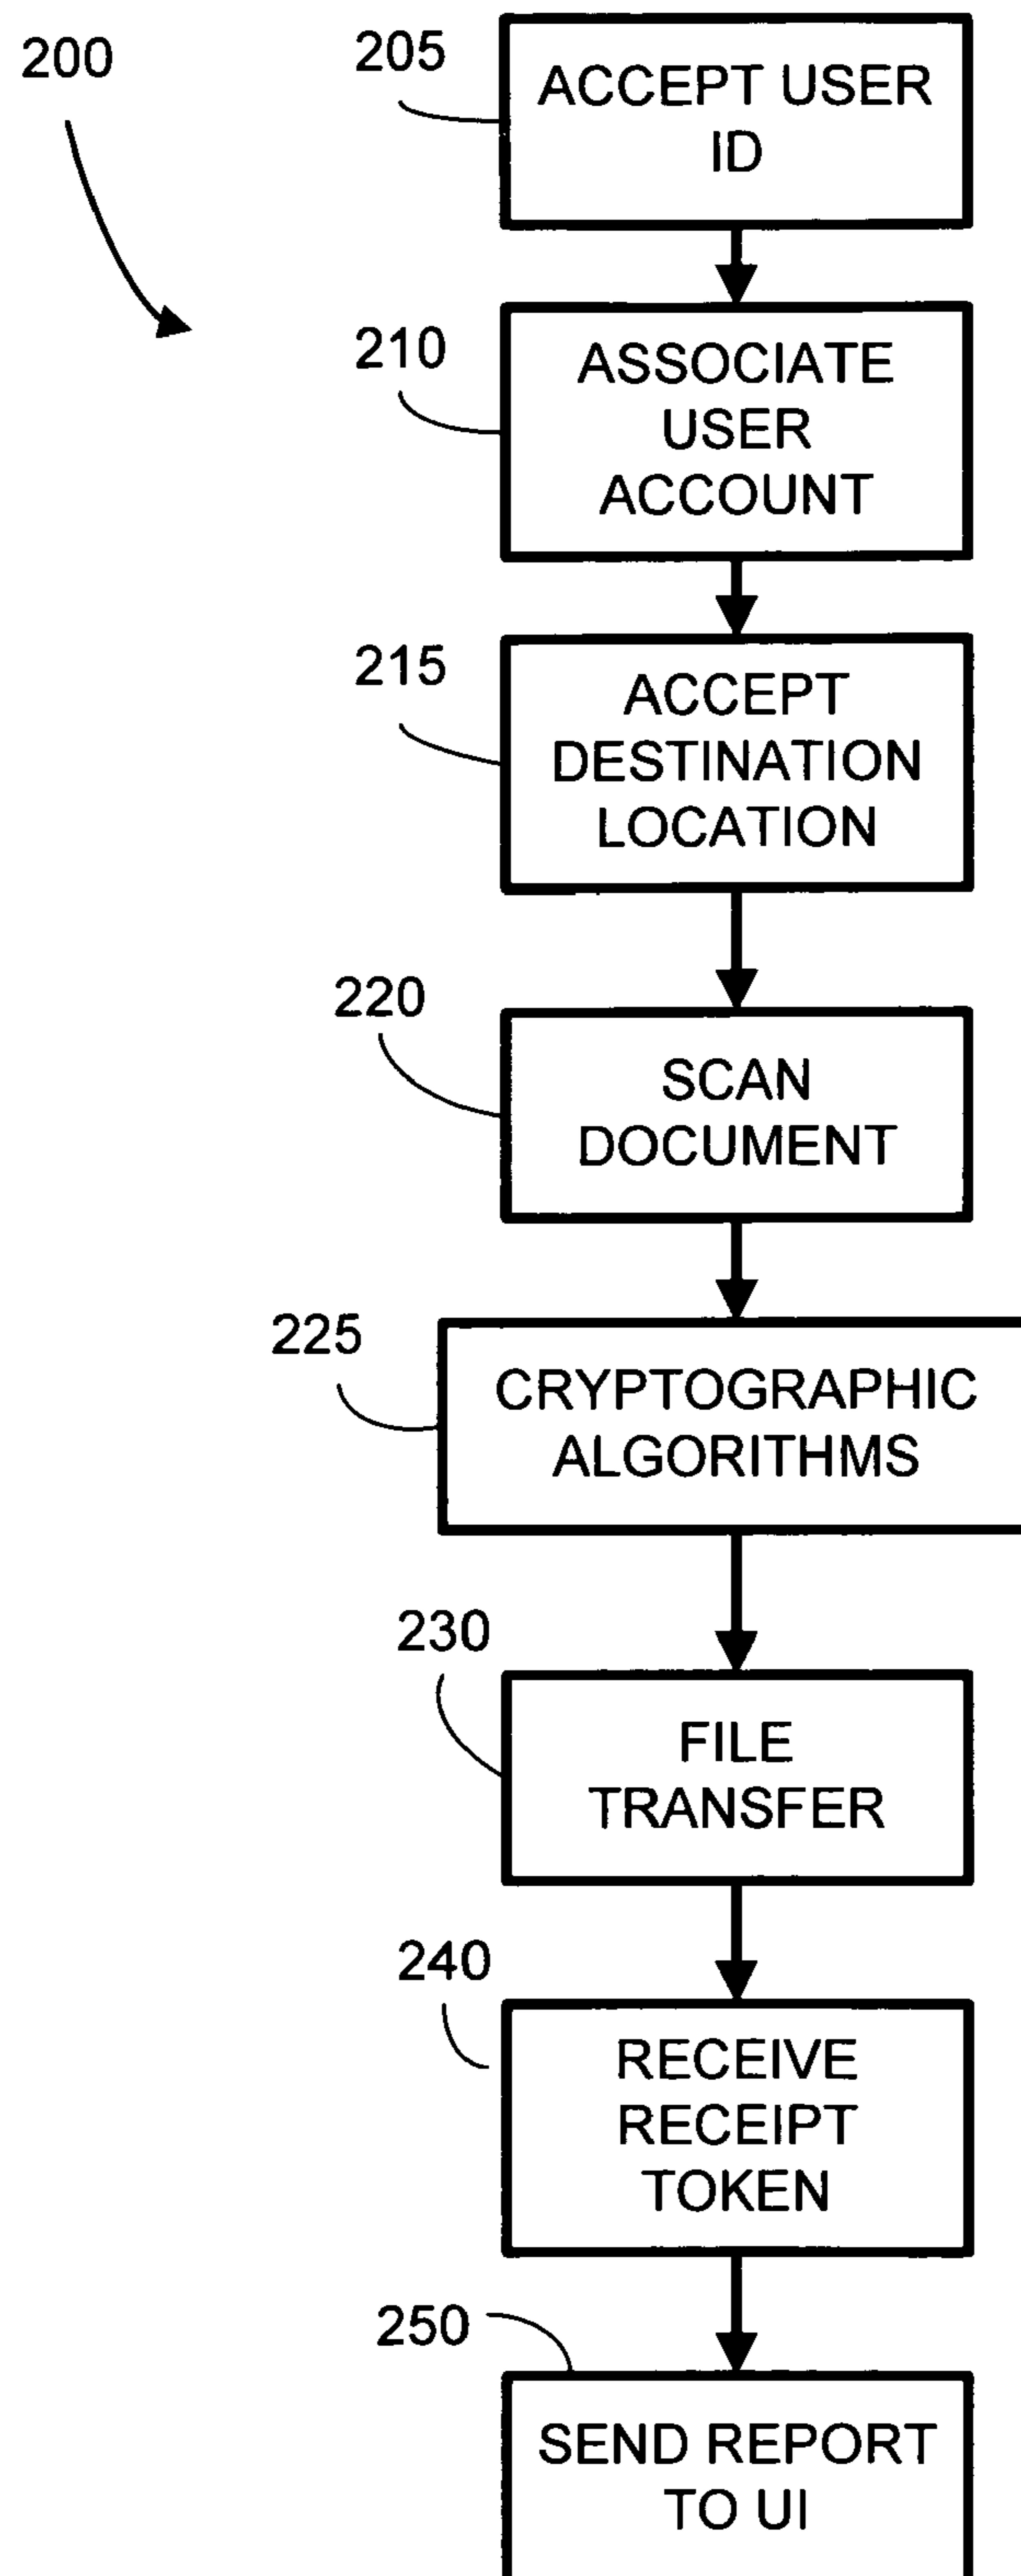 200
205
ACCEPT USER
ID
210
ASSOCIATE
USER
ACCOUNT
215
ACCEPT
DESTINATION
LOCATION
220
SCAN
DOCUMENT
225
CRYPTOGRAPHIC
ALGORITHMS
230
FILE
TRANSFER
240
RECEIVE
RECEIPT
TOKEN
250
SEND REPORT
TO UI